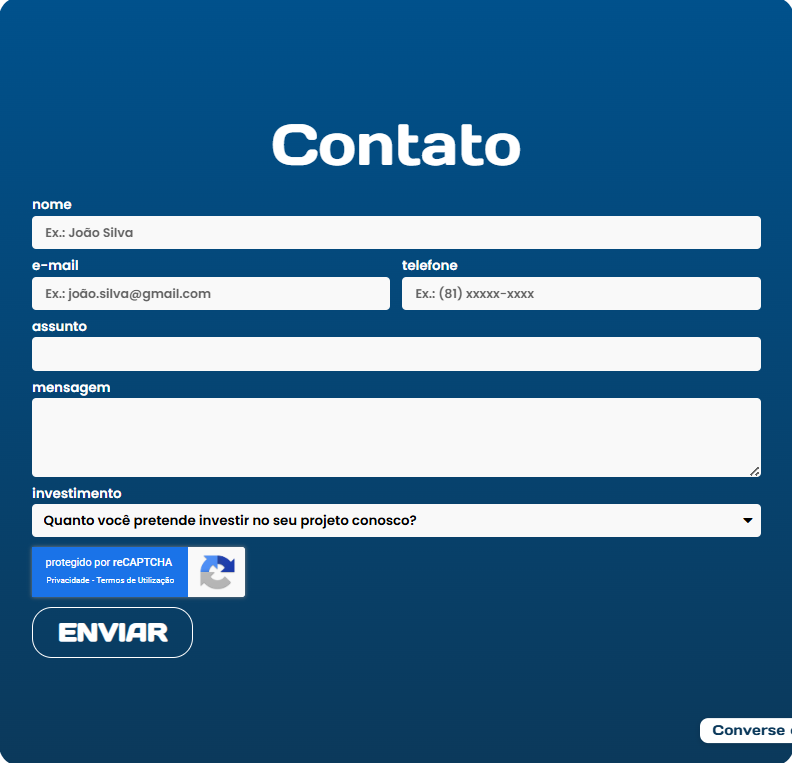 Contato
nome
Ex.: João Silva
e-mail
telefone
Ex.: joão.silva@gmail.com
Ex.: (81) xxxxx-xxxx
assunto
mensagem
investimento
Quanto você pretende investir no seu projeto conosco?
protegido por reCAPTCHA
Privacidade - Termos de Utilização
ENVIAR
Converse